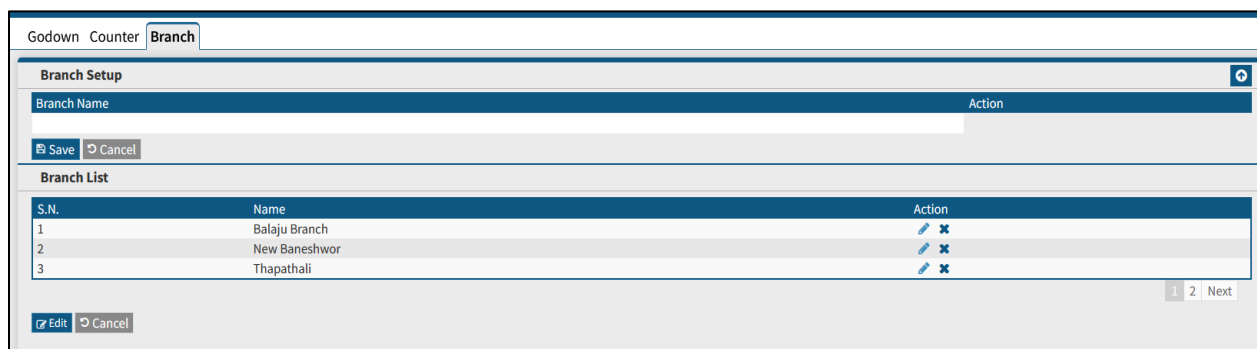 Godown Counter Branch
Branch Setup
Branch Name Action
Save Cancel
Branch List
S.N. Name Action
1 Balaju Branch
2 New Baneshwor
3 Thapathali
1 2 Next
Edit Cancel